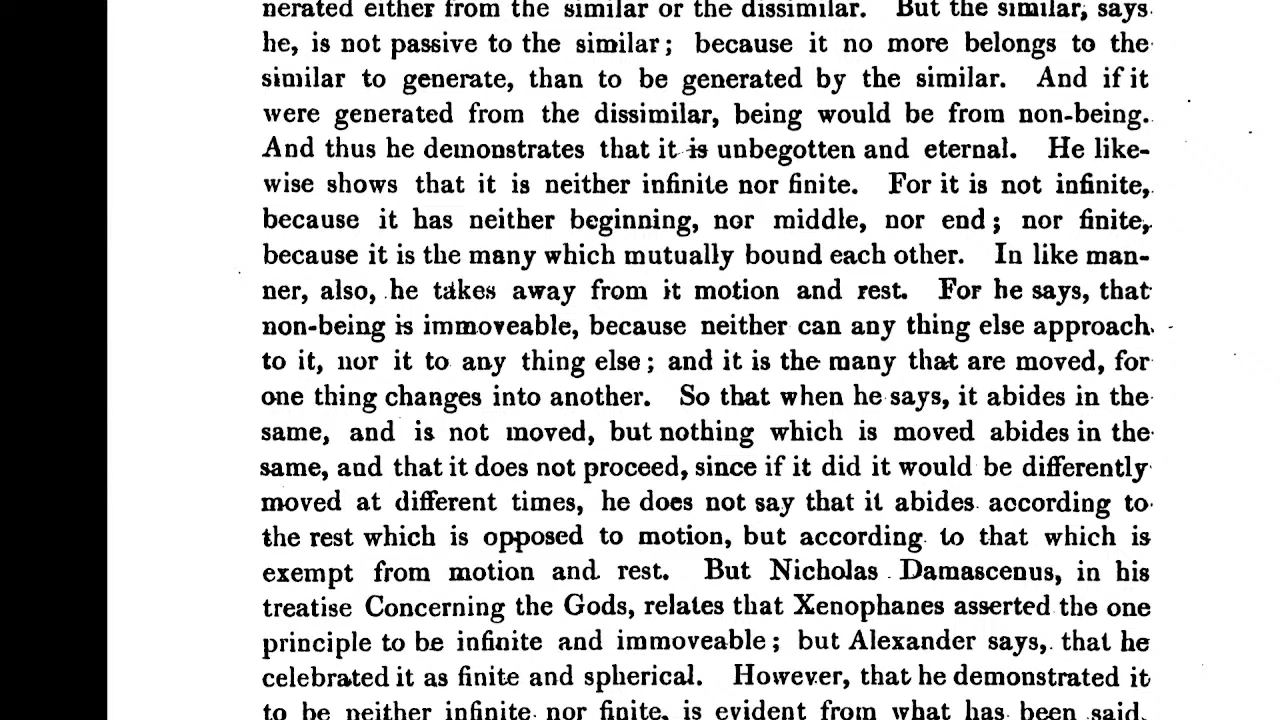 nerated either from the similar or the dissimilar. But the similar, says
he, is not passive to the similar; because it no more belongs to the
similar to generate, than to be generated by the similar. And if it
were generated from the dissimilar, being would be from non-being.
And thus he demonstrates that it is unbegotten and eternal. He like-
wise shows that it is neither infinite nor finite. For it is not infinite,
because it has neither beginning, nor middle, nor end; nor finite,
because it is the many which mutually bound each other. In like man-
ner, also, he takes away from it motion and rest. For he says, that
non-being is immoveable, because neither can any thing else approach
to it, nor it to any thing else; and it is the many that are moved, for
one thing changes into another. So that when he says, it abides in the
same, and is not moved, but nothing which is moved abides in the
same, and that it does not proceed, since if it did it would be differently
moved at different times, he does not say that it abides according to
the rest which is opposed to motion, but according to that which is
exempt from motion and rest. But Nicholas Damascenus, in his
treatise Concerning the Gods, relates that Xenophanes asserted the one
principle to be infinite and immoveable; but Alexander says, that he
celebrated it as finite and spherical. However, that he demonstrated it
to be neither infinite nor finite, is evident from what has been said.